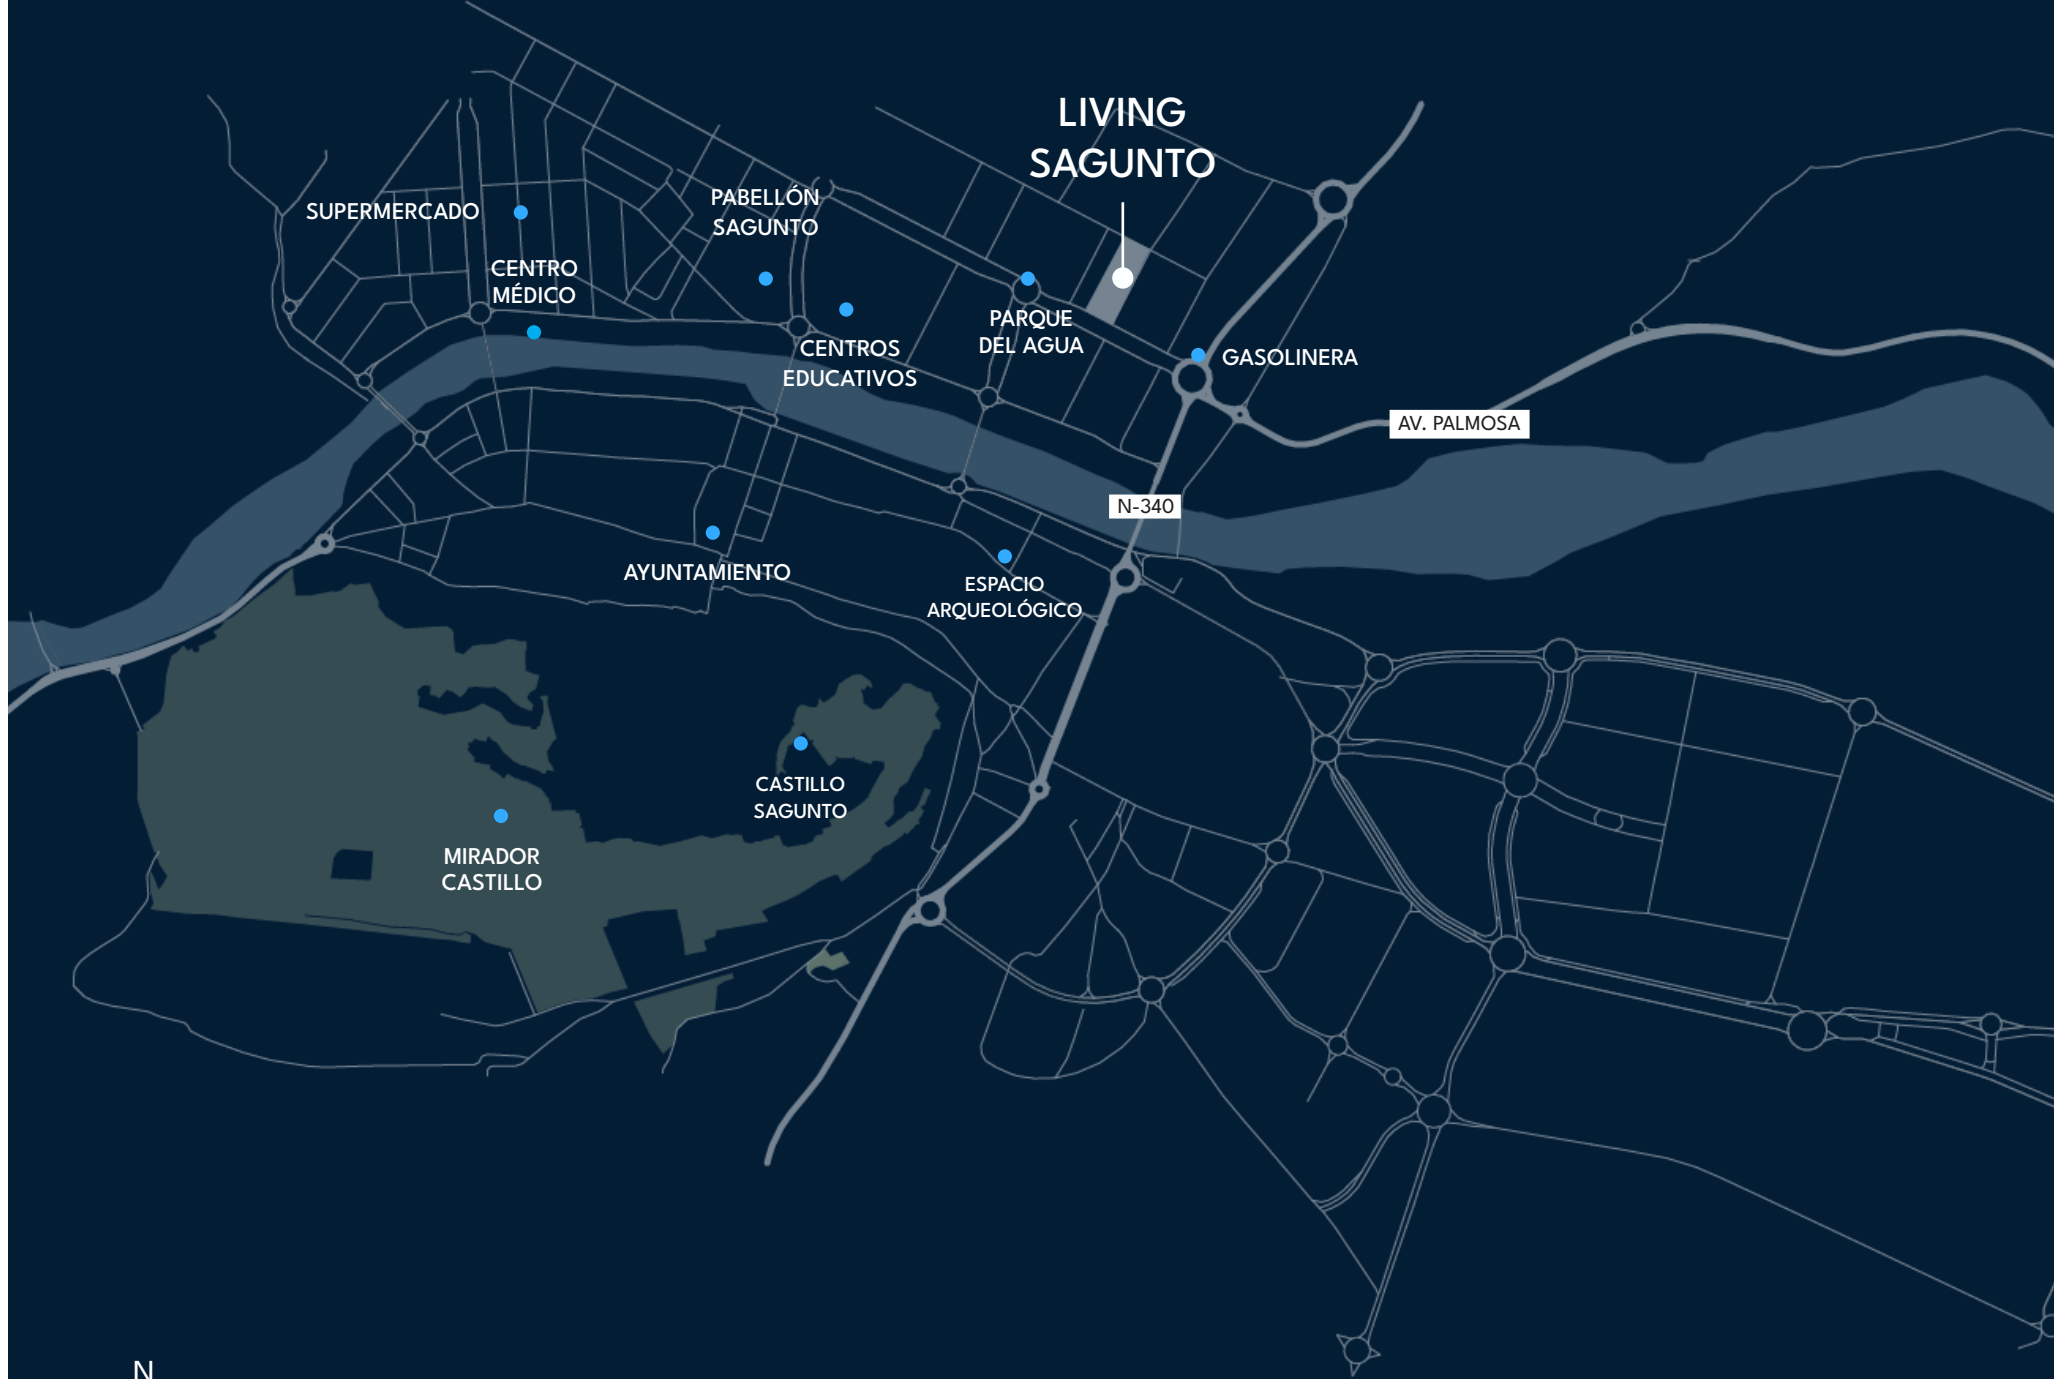 LIVING
SAGUNTO
PABELLÓN
SAGUNTO
SUPERMERCADO
CENTRO
MÉDICO
PARQUE
DEL AGUA
CENTROS
EDUCATIVOS
GASOLINERA
AV. PALMOSA
N-340
AYUNTAMIENTO
ESPACIO
ARQUEOLÓGICO
CASTILLO
SAGUNTO
MIRADOR
CASTILLO
N